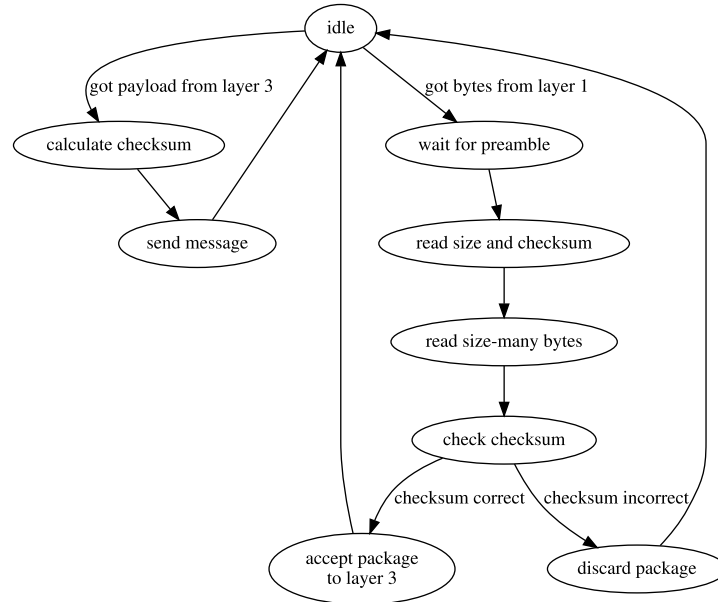 idle
got payload from layer 3
got bytes from layer 1
calculate checksum
wait for preamble
send message
read size and checksum
read size-many bytes
check checksum
checksum correct
checksum incorrect
accept package
to layer 3
discard package